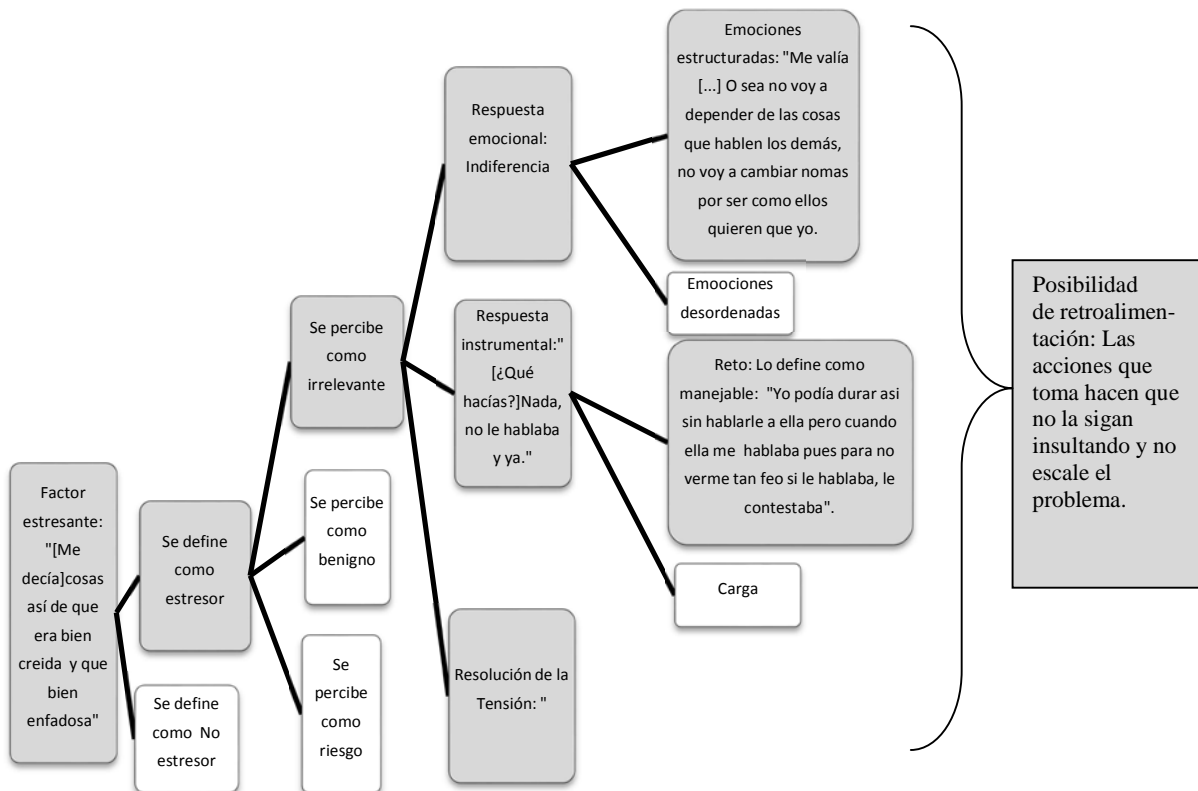 Factor
estresante:
"[Me
decía]cosas
así de que
era bien
creida y que
bien
enfadosa"
Se define
como
estresor
Se define
como No
estresor
Se percibe
como
irrelevante
Se percibe
como
benigno
Se
percibe
como
riesgo
Respuesta
emocional:
Indiferencia
Respuesta
instrumental:"
[¿Qué
hacías?]Nada,
no le hablaba
y ya."
Resolución de la
Tensión: "
Emociones
estructuradas: "Me valía
[...] O sea no voy a
depender de las cosas
que hablen los demás,
no voy a cambiar nomas
por ser como ellos
quieren que yo.
Emoociones
desordenadas
Reto: Lo define como
manejable: "Yo podía durar asi
sin hablarle a ella pero cuando
ella me hablaba pues para no
verme tan feo si le hablaba, le
contestaba".
Carga
Posibilidad
de retroalimen-
tación: Las
acciones que
toma hacen que
no la sigan
insultando y no
escale el
problema.